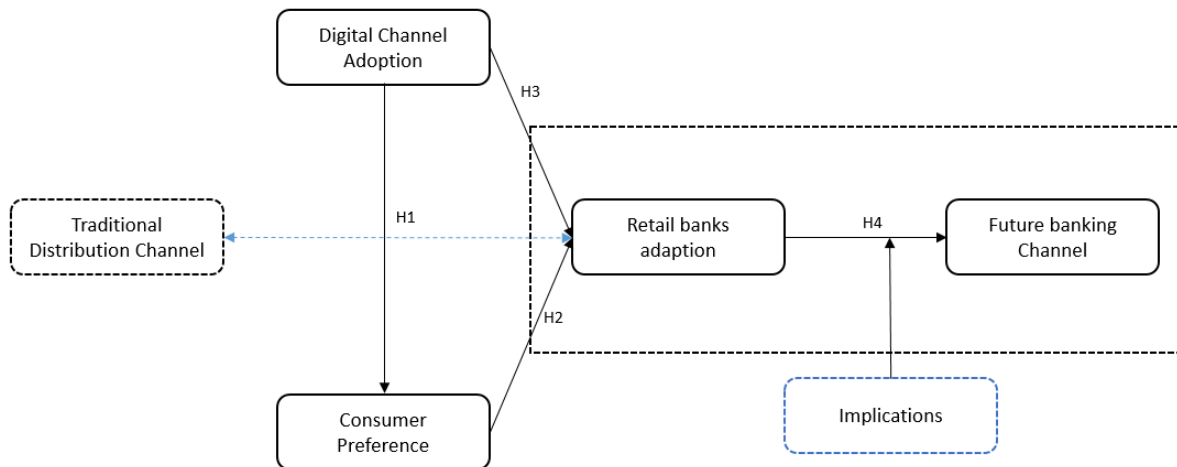 Digital Channel
Adoption
H3
Traditional
Distribution Channel
H1
Retail banks
adaption
H4
Future banking
Channel
H2
Consumer
Preference
Implications